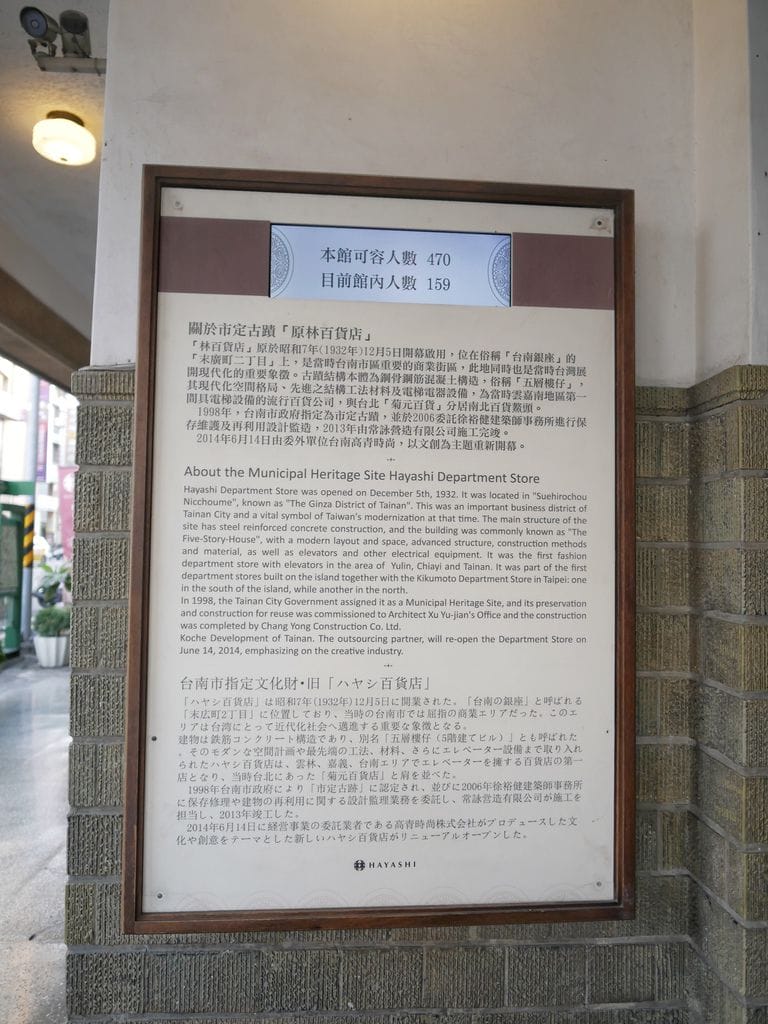 本館可容人數 470
目前館內人數 159
關於市定古蹟「原林百貨店」
「林百貨店」原於昭和7年(1932年)12月5日開幕啟用，位在俗稱「台南銀座」的
「末廣町二丁目」上，是當時台南市區重要的商業街區，此地同時也是當時台灣展
開現代化的重要象徵。古蹟結構本體為鋼骨鋼筋混凝土構造，俗稱「五層樓仔」，
其現代化空間格局、先進之結構工法材料及電梯電器設備，為當時雲嘉南地區第一
間具電梯設備的流行百貨公司，與台北「菊元百貨」分居南北百貨鰲頭。
1998年，台南市政府指定為市定古蹟，並於2006委託徐裕健建築師事務所進行保
存維護及再利用設計監造，2013年由常詠營造有限公司施工完竣。
2014年6月14日由委外單位台南高青時尚，以文創為主題重新開幕。
About the Municipal Heritage Site Hayashi Department Store
Hayashi Department Store was opened on December 5th, 1932. It was located in "Suehirochou
Nicchoume", known as "The Ginza District of Tainan". This was an important business district of
Tainan City and a vital symbol of Taiwan's modernization at that time. The main structure of the
site has steel reinforced concrete construction, and the building was commonly known as "The
Five-Story-House", with a modern layout and space, advanced structure, construction methods
and material, as well as elevators and other electrical equipment. It was the first fashion
department store with elevators in the area of Yulin, Chiayi and Tainan. It was part of the first
department stores built on the island together with the Kikumoto Department Store in Taipei: one
in the south of the island, while another in the north.
In 1998, the Tainan City Government assigned it as a Municipal Heritage Site, and its preservation
and construction for reuse was commissioned to Architect Xu Yu-jian's Office and the construction
was completed by Chang Yong Construction Co. Ltd.
Koche Development of Tainan. The outsourcing partner, will re-open the Department Store on
June 14, 2014, emphasizing on the creative industry.
台南市指定文化財・旧「ハヤシ百貨店」
「ハヤシ百貨店」は昭和7年(1932年)12月5日に開業された。「台南の銀座」と呼ばれる
「末広町2丁目」に位置しており、当時の台南市では屈指の商業エリアだった。このエ
リアは台湾にとって近代化社会へ邁進する重要な象徴となる。
建物は鉄筋コンクリート構造であり、別名「五層樓仔（5階建てビル）」とも呼ばれた
。そのモダンな空間計画や最先端の工法、材料、さらにエレベーター設備まで取り入れ
られたハヤシ百貨店は、雲林、嘉義、台南エリアでエレベーターを擁する百貨店の第一
店となり、当時台北にあった「菊元百貨店」と肩を並べた。
1998年台南市政府により「市定古跡」に認定され、並びに2006年徐裕健建築師事務所
に保存修理や建物の再利用に関する設計監理業務を委託し、常詠営造有限公司が施工を
担当し、2013年竣工した。
2014年6月14日に経営事業の委託業者である高青時尚株式会社がプロデュースした文
化や創意をテーマとした新しいハヤシ百貨店がリニューアルオープンした。
HAYASHI